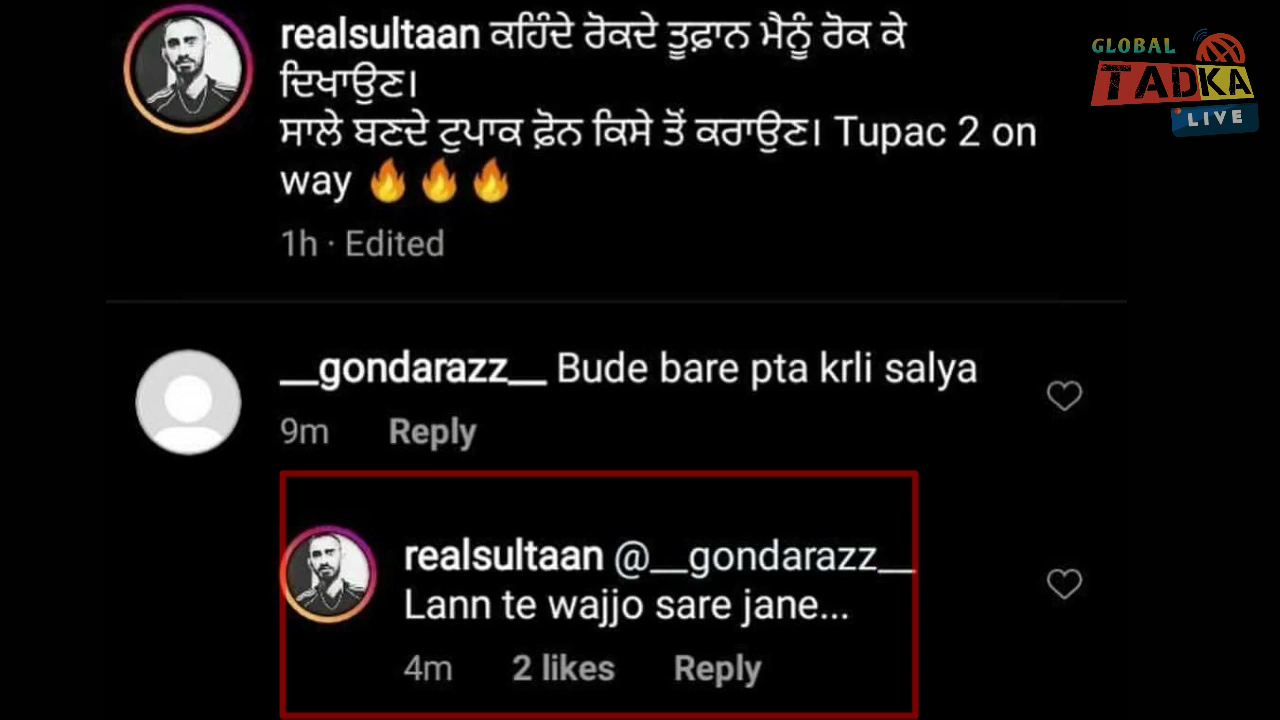 realsultaan ਕਹਿੰਦੇ ਰੋਕਦੇ ਤੂਫ਼ਾਨ ਮੈਨੂੰ ਰੋਕ ਕੇ
ਦਿਖਾਉਣ।
ਸਾਲੇ ਬਣਦੇ ਟੁਪਾਕ ਫ਼ੋਨ ਕਿਸੇ ਤੋਂ ਕਰਾਉਣ। Tupac 2 on
way 🔥🔥🔥
1h · Edited
GLOBAL
TADKA
LIVE
__gondarazz__ Bude bare pta krli salya
9m Reply
realsultaan @__gondarazz__
Lann te wajjo sare jane...
4m 2 likes Reply